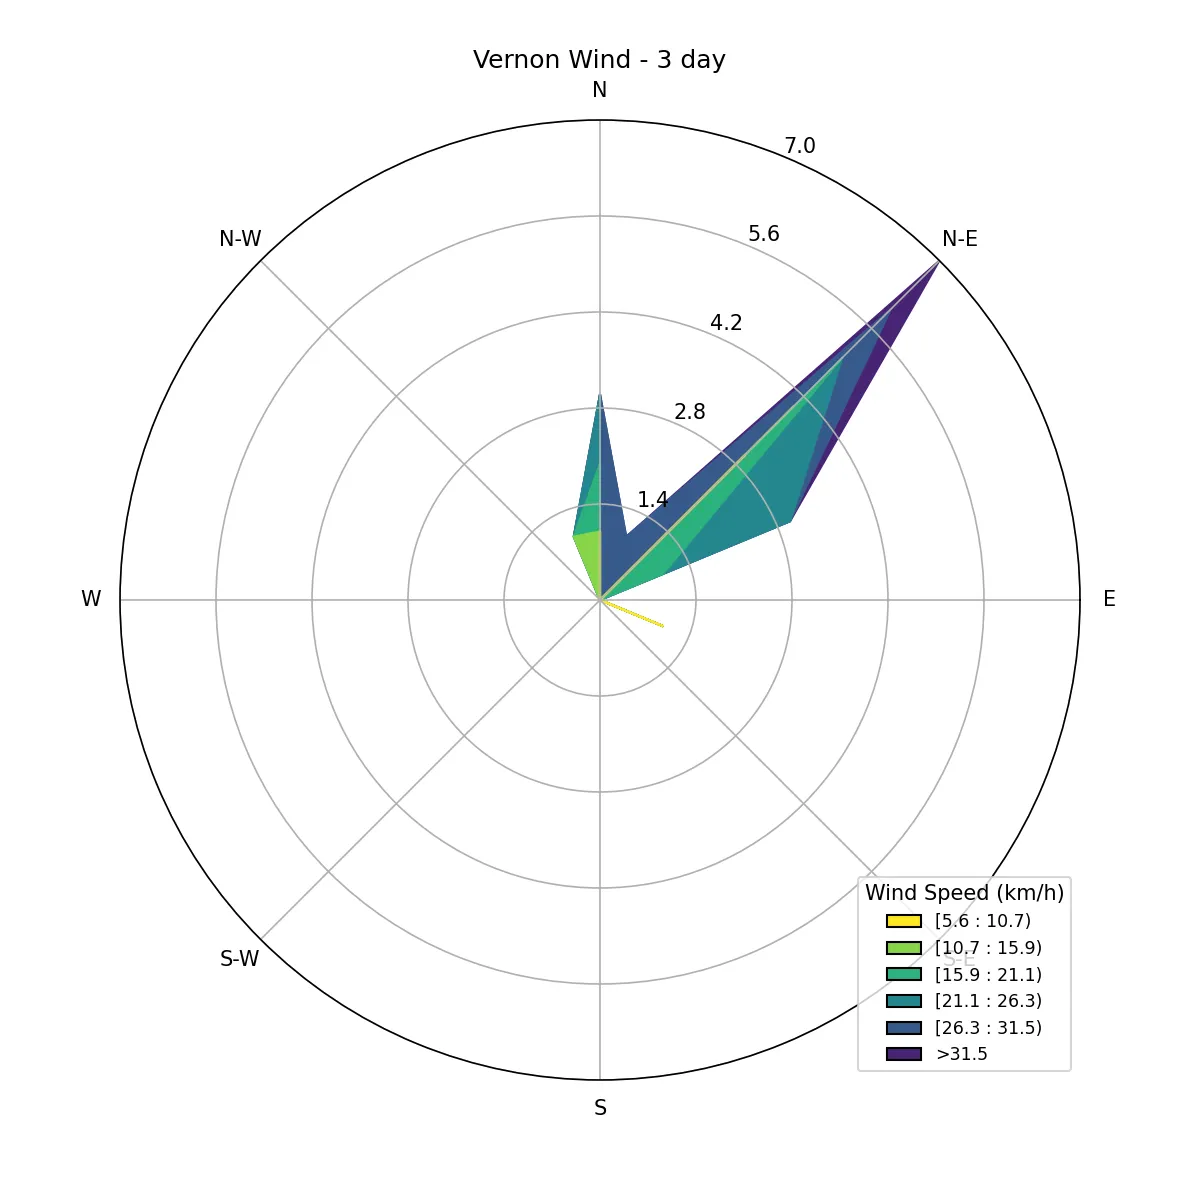 Vernon Wind - 3 day
N
7.0
5.6
N-W
N-E
4.2
2.8
1.4
W
E
Wind Speed (km/h)
[5.6 : 10.7)
[10.7 : 15.9)
S-W
S-E
[15.9 : 21.1)
[21.1 : 26.3)
[26.3 : 31.5)
>31.5
S